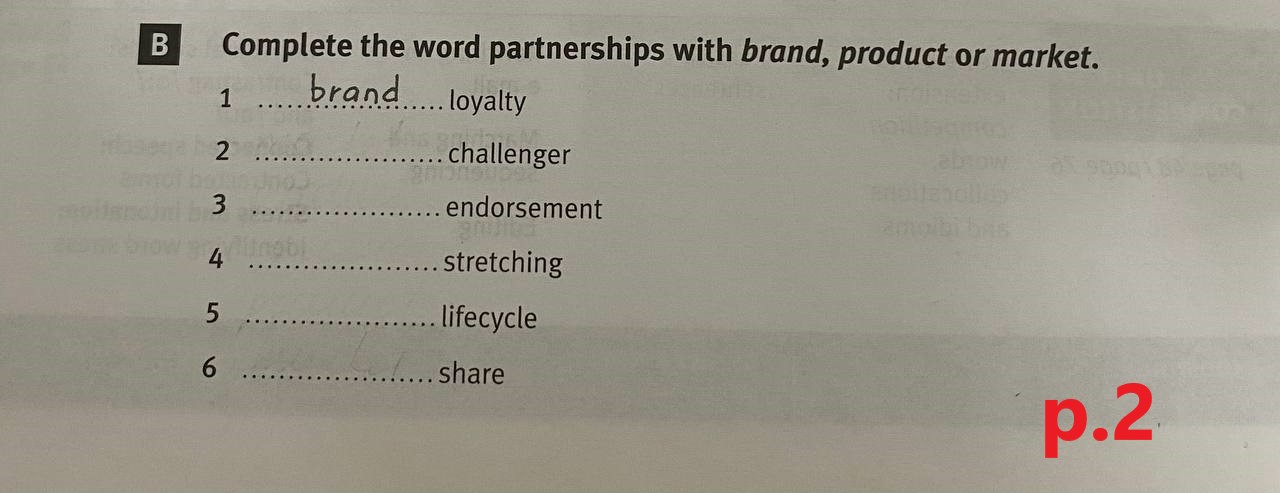 B Complete the word partnerships with brand, product or market.
1 .....brand..... loyalty
2 ..................... challenger
3 ..................... endorsement
4 ..................... stretching
5 ..................... lifecycle
6 ..................... share
p.2